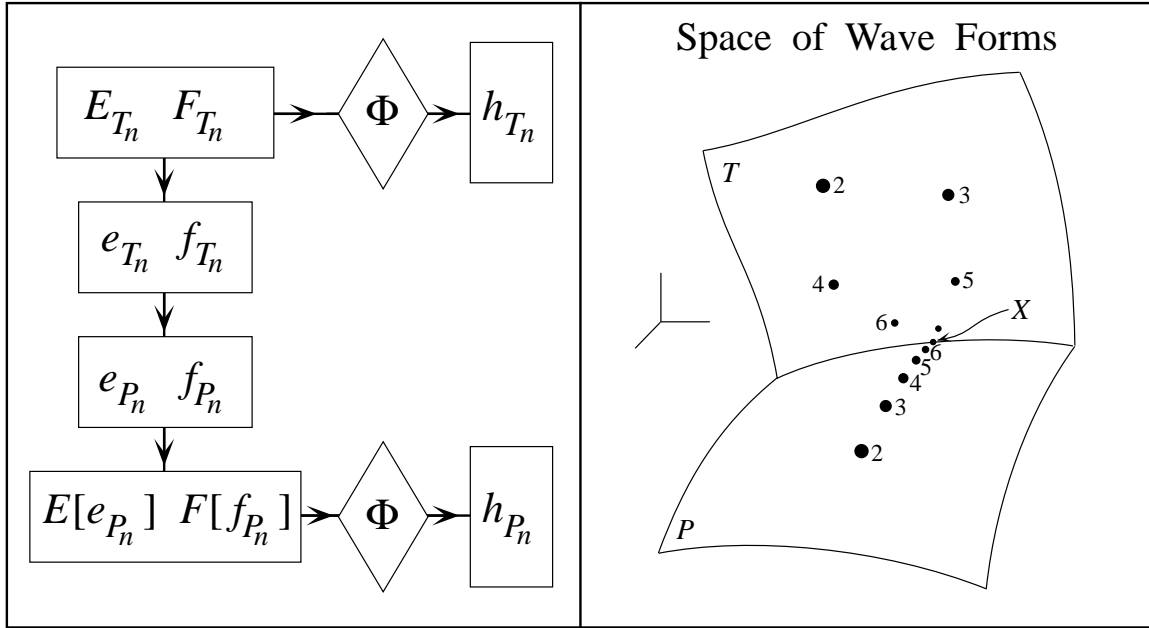 E_{T_n} F_{T_n} Φ h_{T_n}
e_{T_n} f_{T_n}
e_{P_n} f_{P_n}
E[e_{P_n}] F[f_{P_n}] Φ h_{P_n}
Space of Wave Forms
T
2
3
4
5
6
X
6
5
4
3
2
P